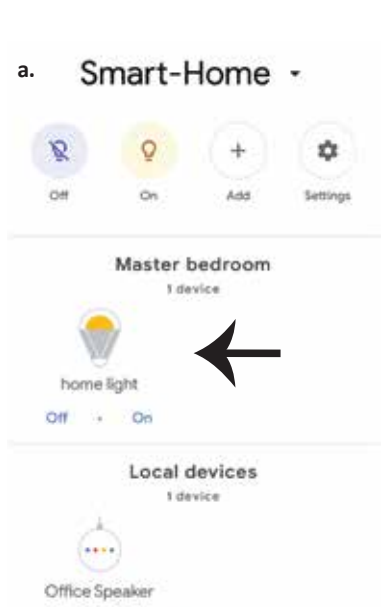 a. Smart-Home
Off On Add Settings
Master bedroom
1 device
home light
Off · On
Local devices
1 device
Office Speaker